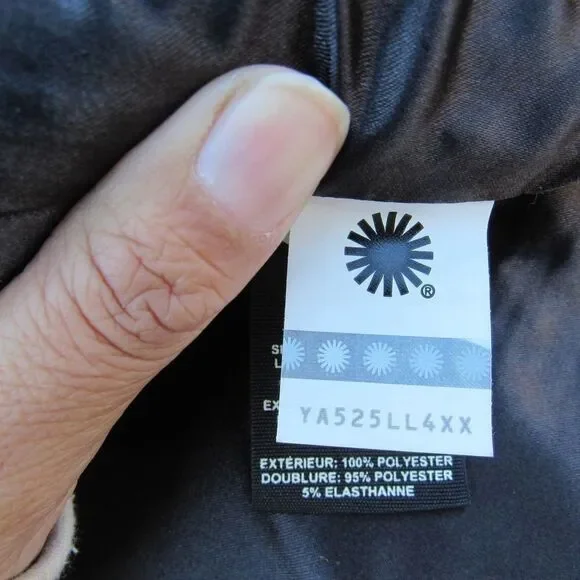 ®
YA525LL4XX
EXTÉRIEUR: 100% POLYESTER
DOUBLURE: 95% POLYESTER
5% ELASTHANNE